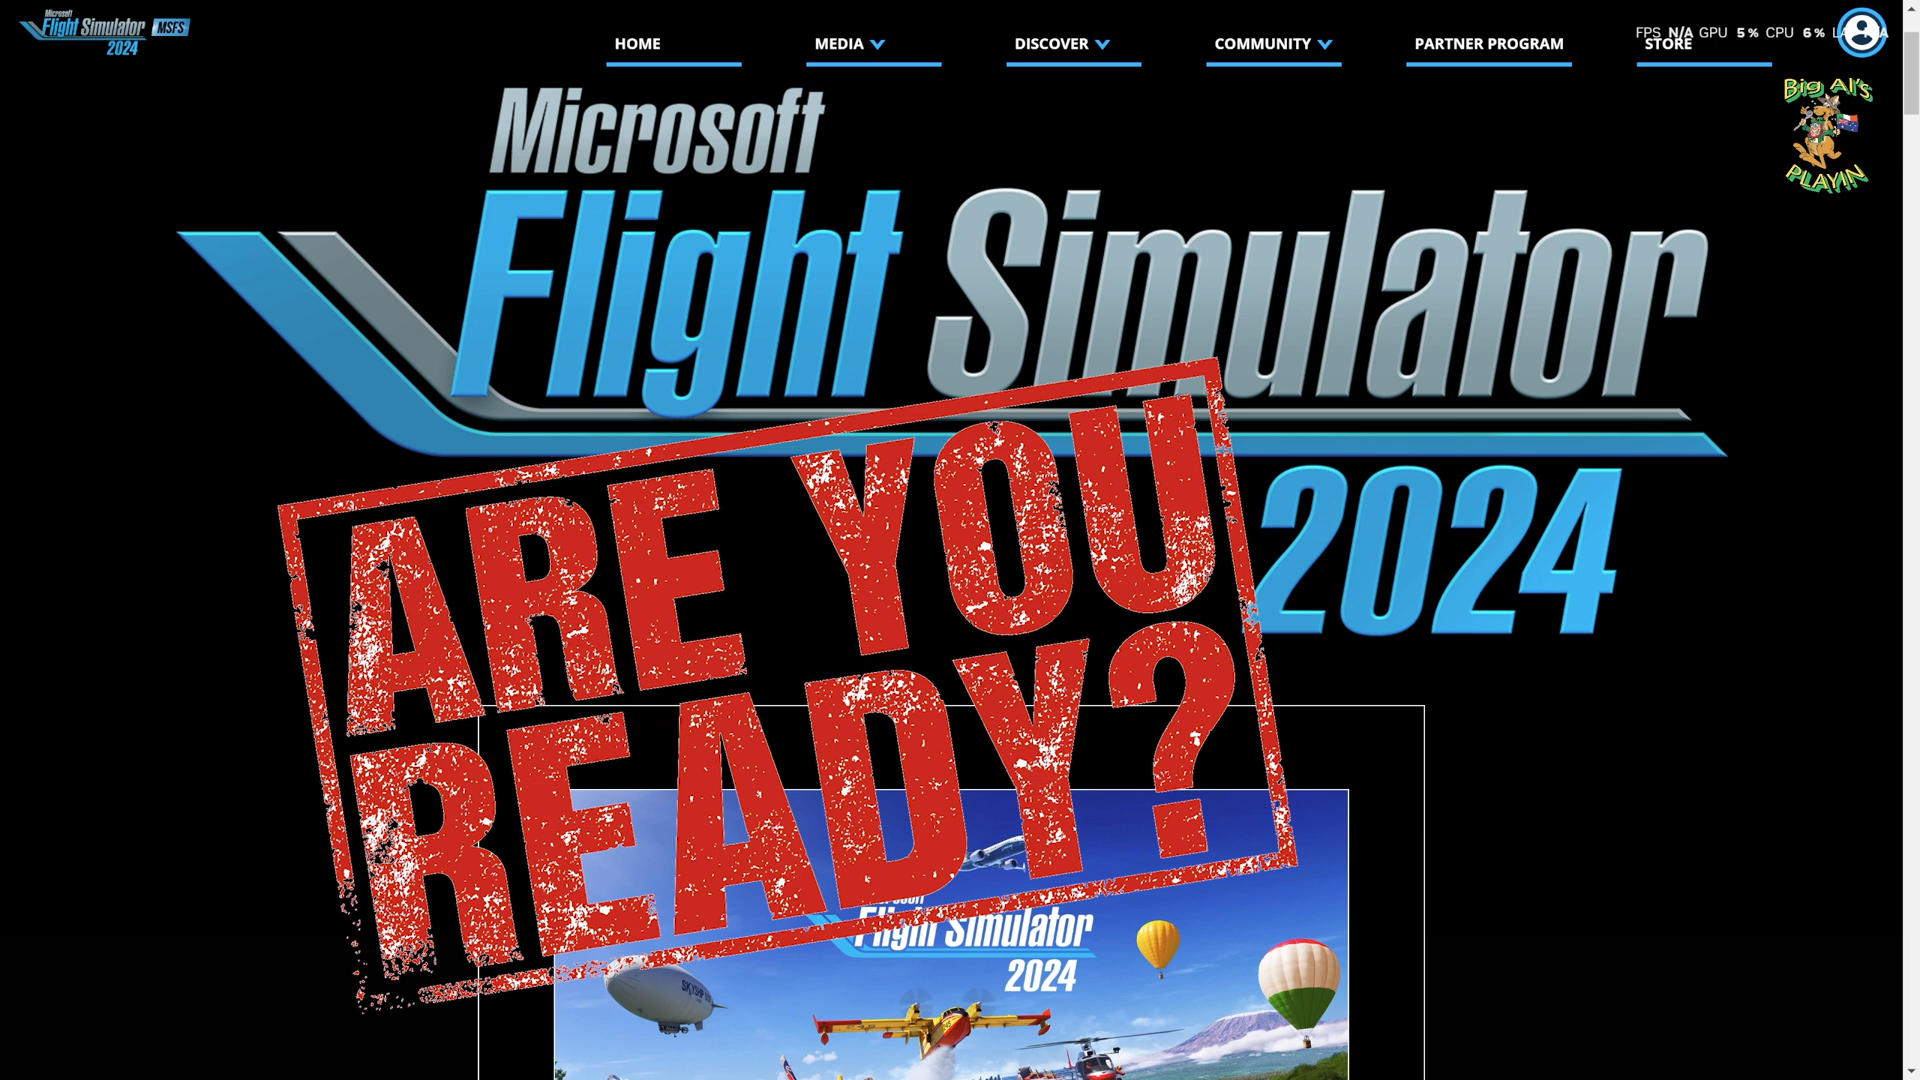 Microsoft
Flight Simulator
2024
MSFS
HOME
MEDIA
DISCOVER
COMMUNITY
PARTNER PROGRAM
STORE
FPS N/A GPU 5% CPU 6%
Big Al's
PLAYIN
Microsoft
Flight Simulator
2024
ARE YOU
READY?
Flight Simulator
2024